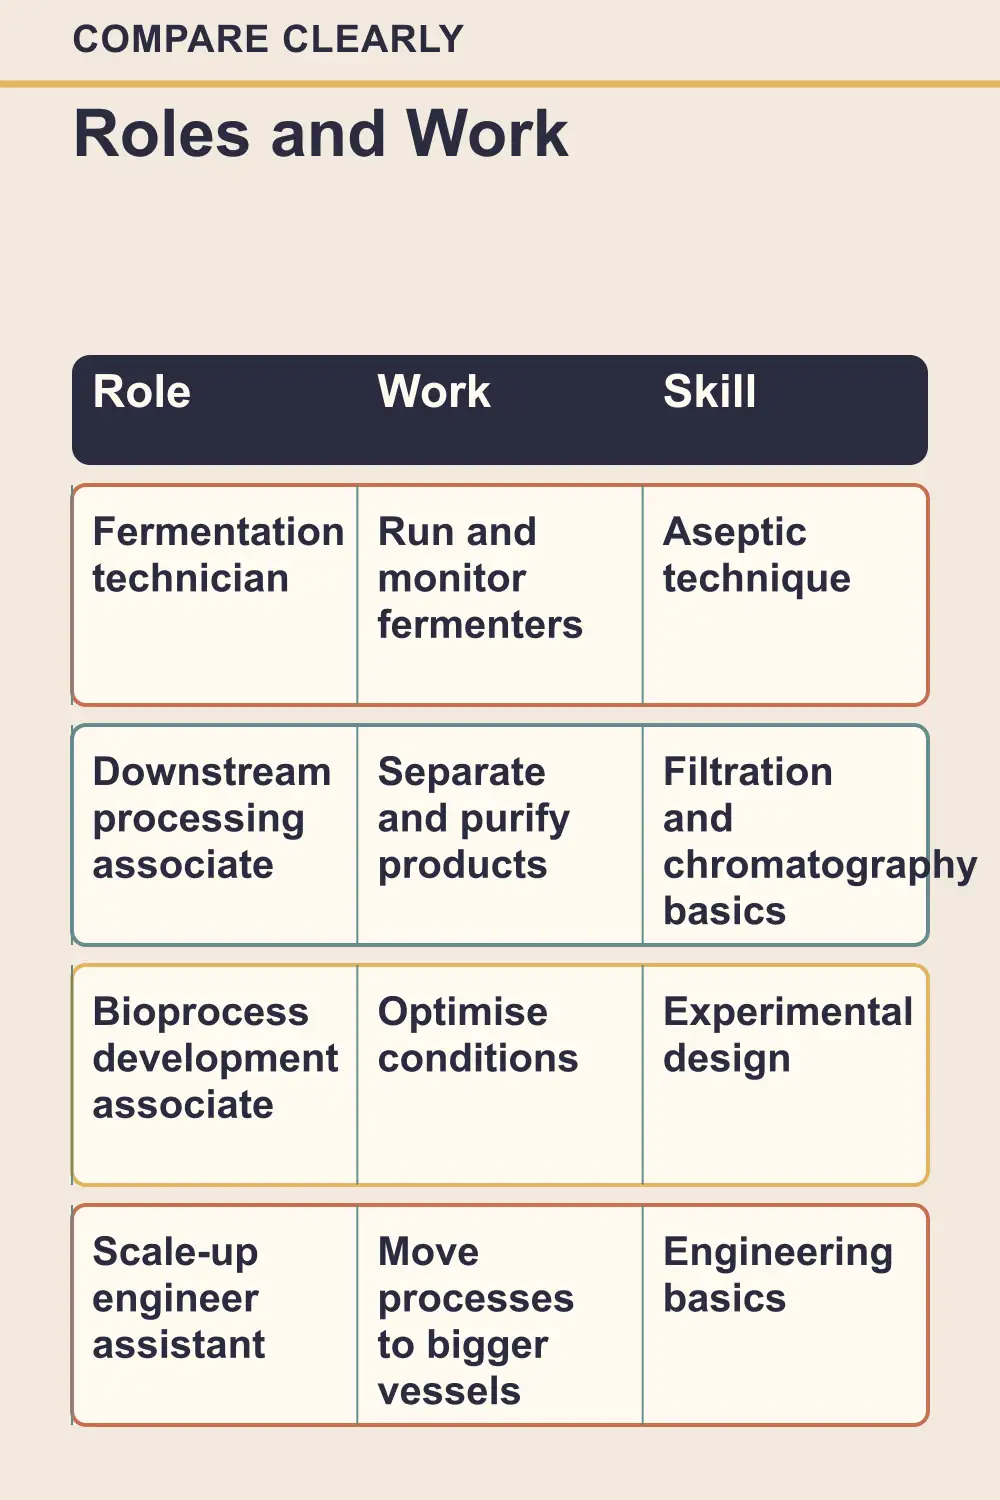 COMPARE CLEARLY
Roles and Work
Role Work Skill
Fermentation
technician
Run and
monitor
fermenters
Aseptic
technique
Downstream
processing
associate
Separate
and purify
products
Filtration
and
chromatography
basics
Bioprocess
development
associate
Optimise
conditions
Experimental
design
Scale-up
engineer
assistant
Move
processes
to bigger
vessels
Engineering
basics